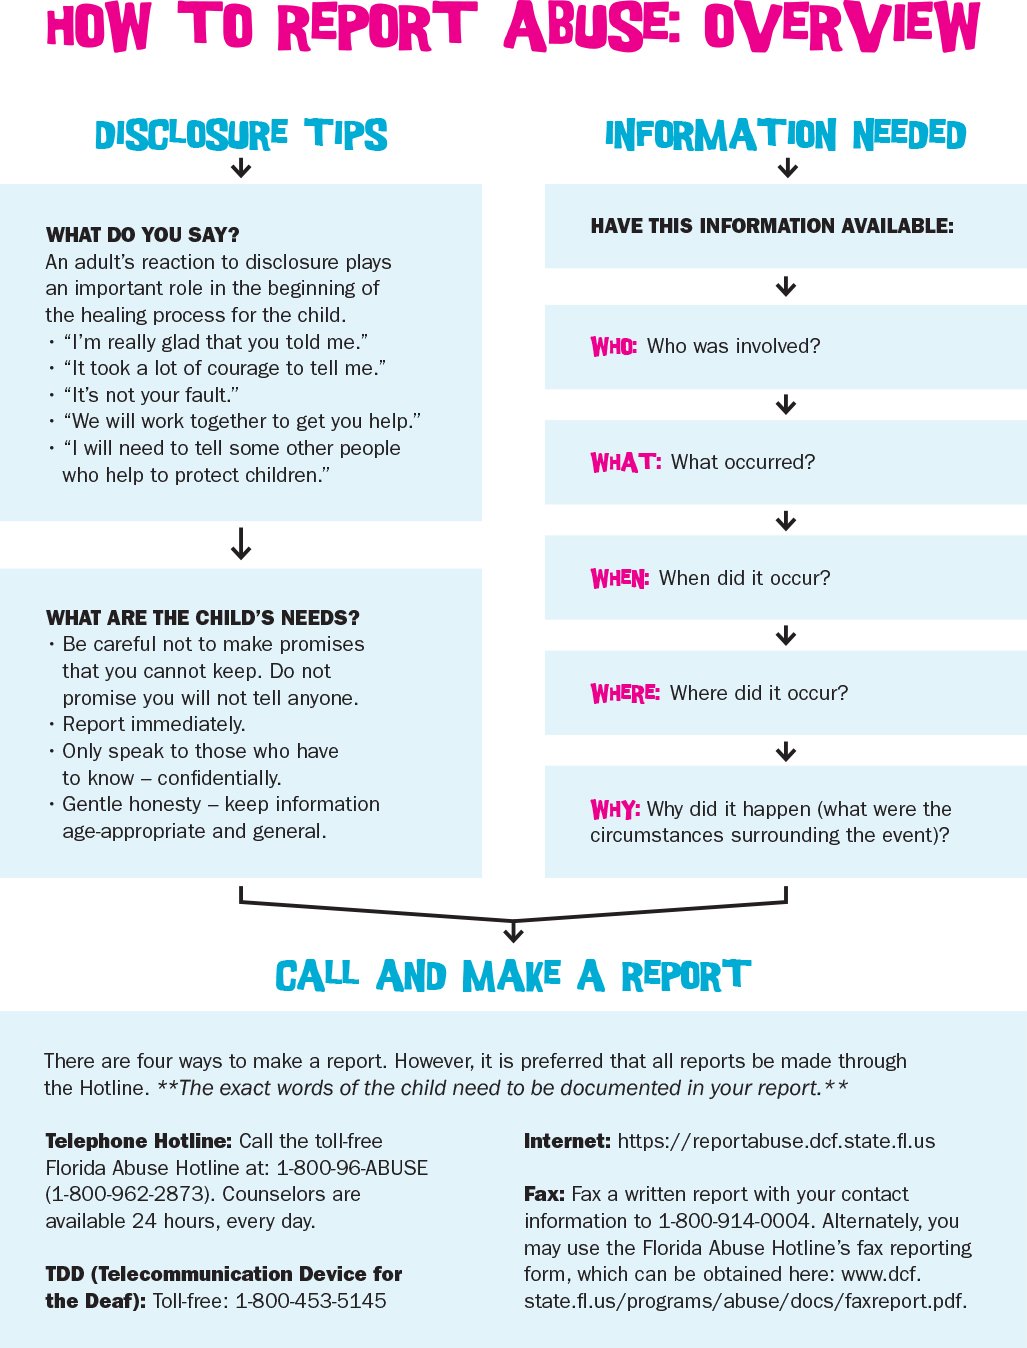 HOW TO REPORT ABUSE: OVERVIEW
DISCLOSURE TIPS
WHAT DO YOU SAY?
An adult's reaction to disclosure plays
an important role in the beginning of
the healing process for the child.
• “I’m really glad that you told me.”
• “It took a lot of courage to tell me.”
• “It’s not your fault.”
• “We will work together to get you help.”
• “I will need to tell some other people
who help to protect children.”
WHAT ARE THE CHILD’S NEEDS?
• Be careful not to make promises
that you cannot keep. Do not
promise you will not tell anyone.
• Report immediately.
• Only speak to those who have
to know – confidentially.
• Gentle honesty – keep information
age-appropriate and general.
INFORMATION NEEDED
HAVE THIS INFORMATION AVAILABLE:
WHO: Who was involved?
WHAT: What occurred?
WHEN: When did it occur?
WHERE: Where did it occur?
WHY: Why did it happen (what were the
circumstances surrounding the event)?
CALL AND MAKE A REPORT
There are four ways to make a report. However, it is preferred that all reports be made through
the Hotline. **The exact words of the child need to be documented in your report.**
Telephone Hotline: Call the toll-free
Florida Abuse Hotline at: 1-800-96-ABUSE
(1-800-962-2873). Counselors are
available 24 hours, every day.
TDD (Telecommunication Device for
the Deaf): Toll-free: 1-800-453-5145
Internet: https://reportabuse.dcf.state.fl.us
Fax: Fax a written report with your contact
information to 1-800-914-0004. Alternately, you
may use the Florida Abuse Hotline’s fax reporting
form, which can be obtained here: www.dcf.
state.fl.us/programs/abuse/docs/faxreport.pdf.